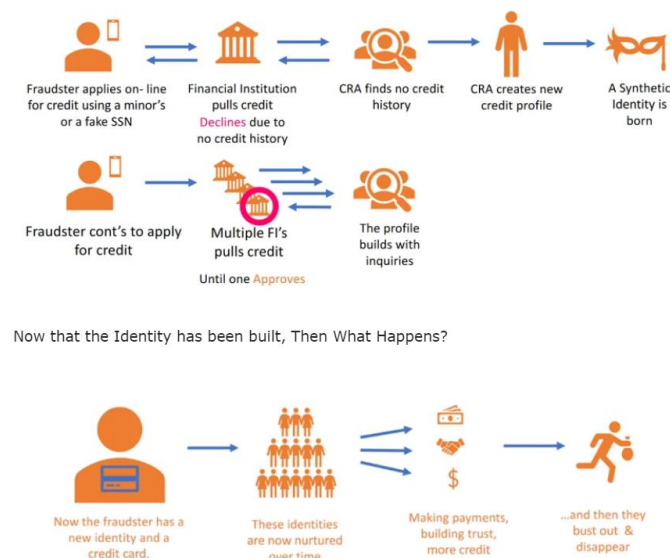 Fraudster applies on- line
for credit using a minor's
or a fake SSN
Financial Institution
pulls credit
Declines due to
no credit history
CRA finds no credit
history
CRA creates new
credit profile
A Synthetic
Identity is
born
Fraudster cont's to apply
for credit
Multiple FI's
pulls credit
Until one Approves
The profile
builds with
inquiries
Now that the Identity has been built, Then What Happens?
Now the fraudster has a
new identity and a
credit card.
These identities
are now nurtured
over time
Making payments,
building trust,
more credit
$
...and then they
bust out &
disappear